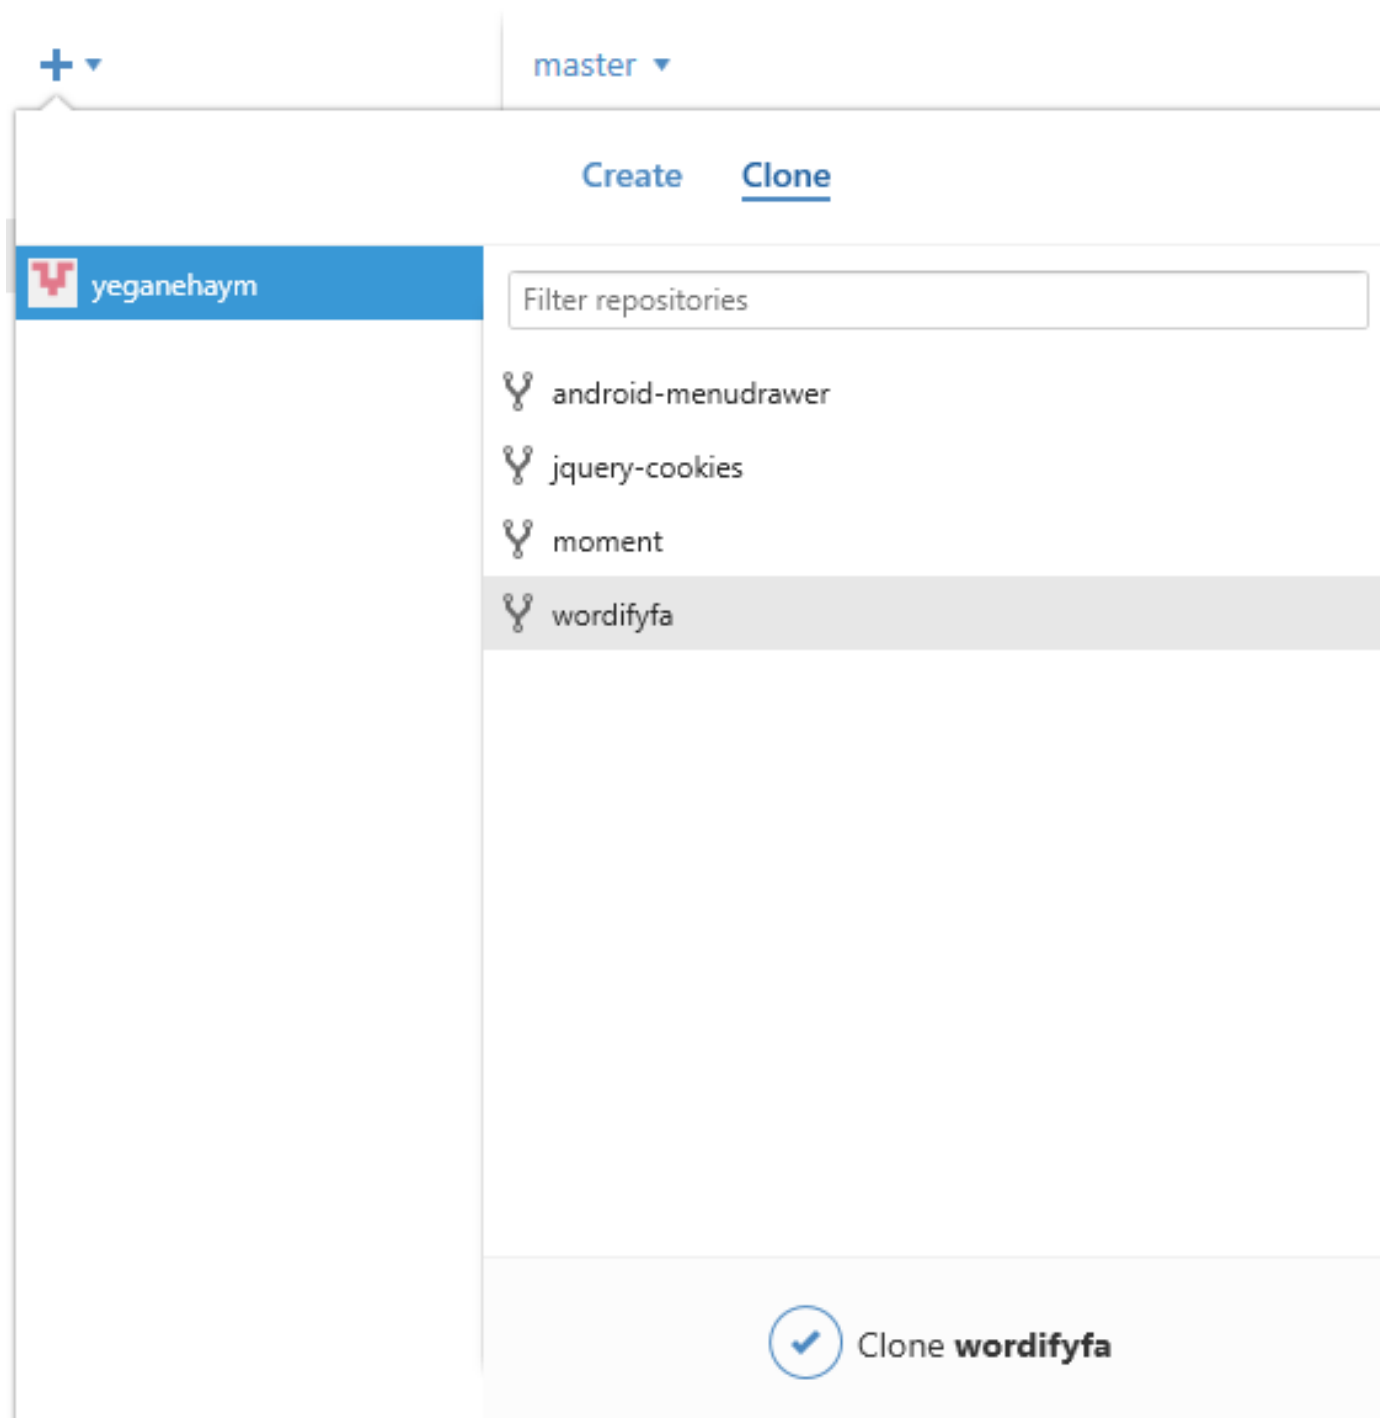 master
Create Clone
yeganehaym
Filter repositories
android-menudrawer
jquery-cookies
moment
wordifyfa
Clone wordifyfa